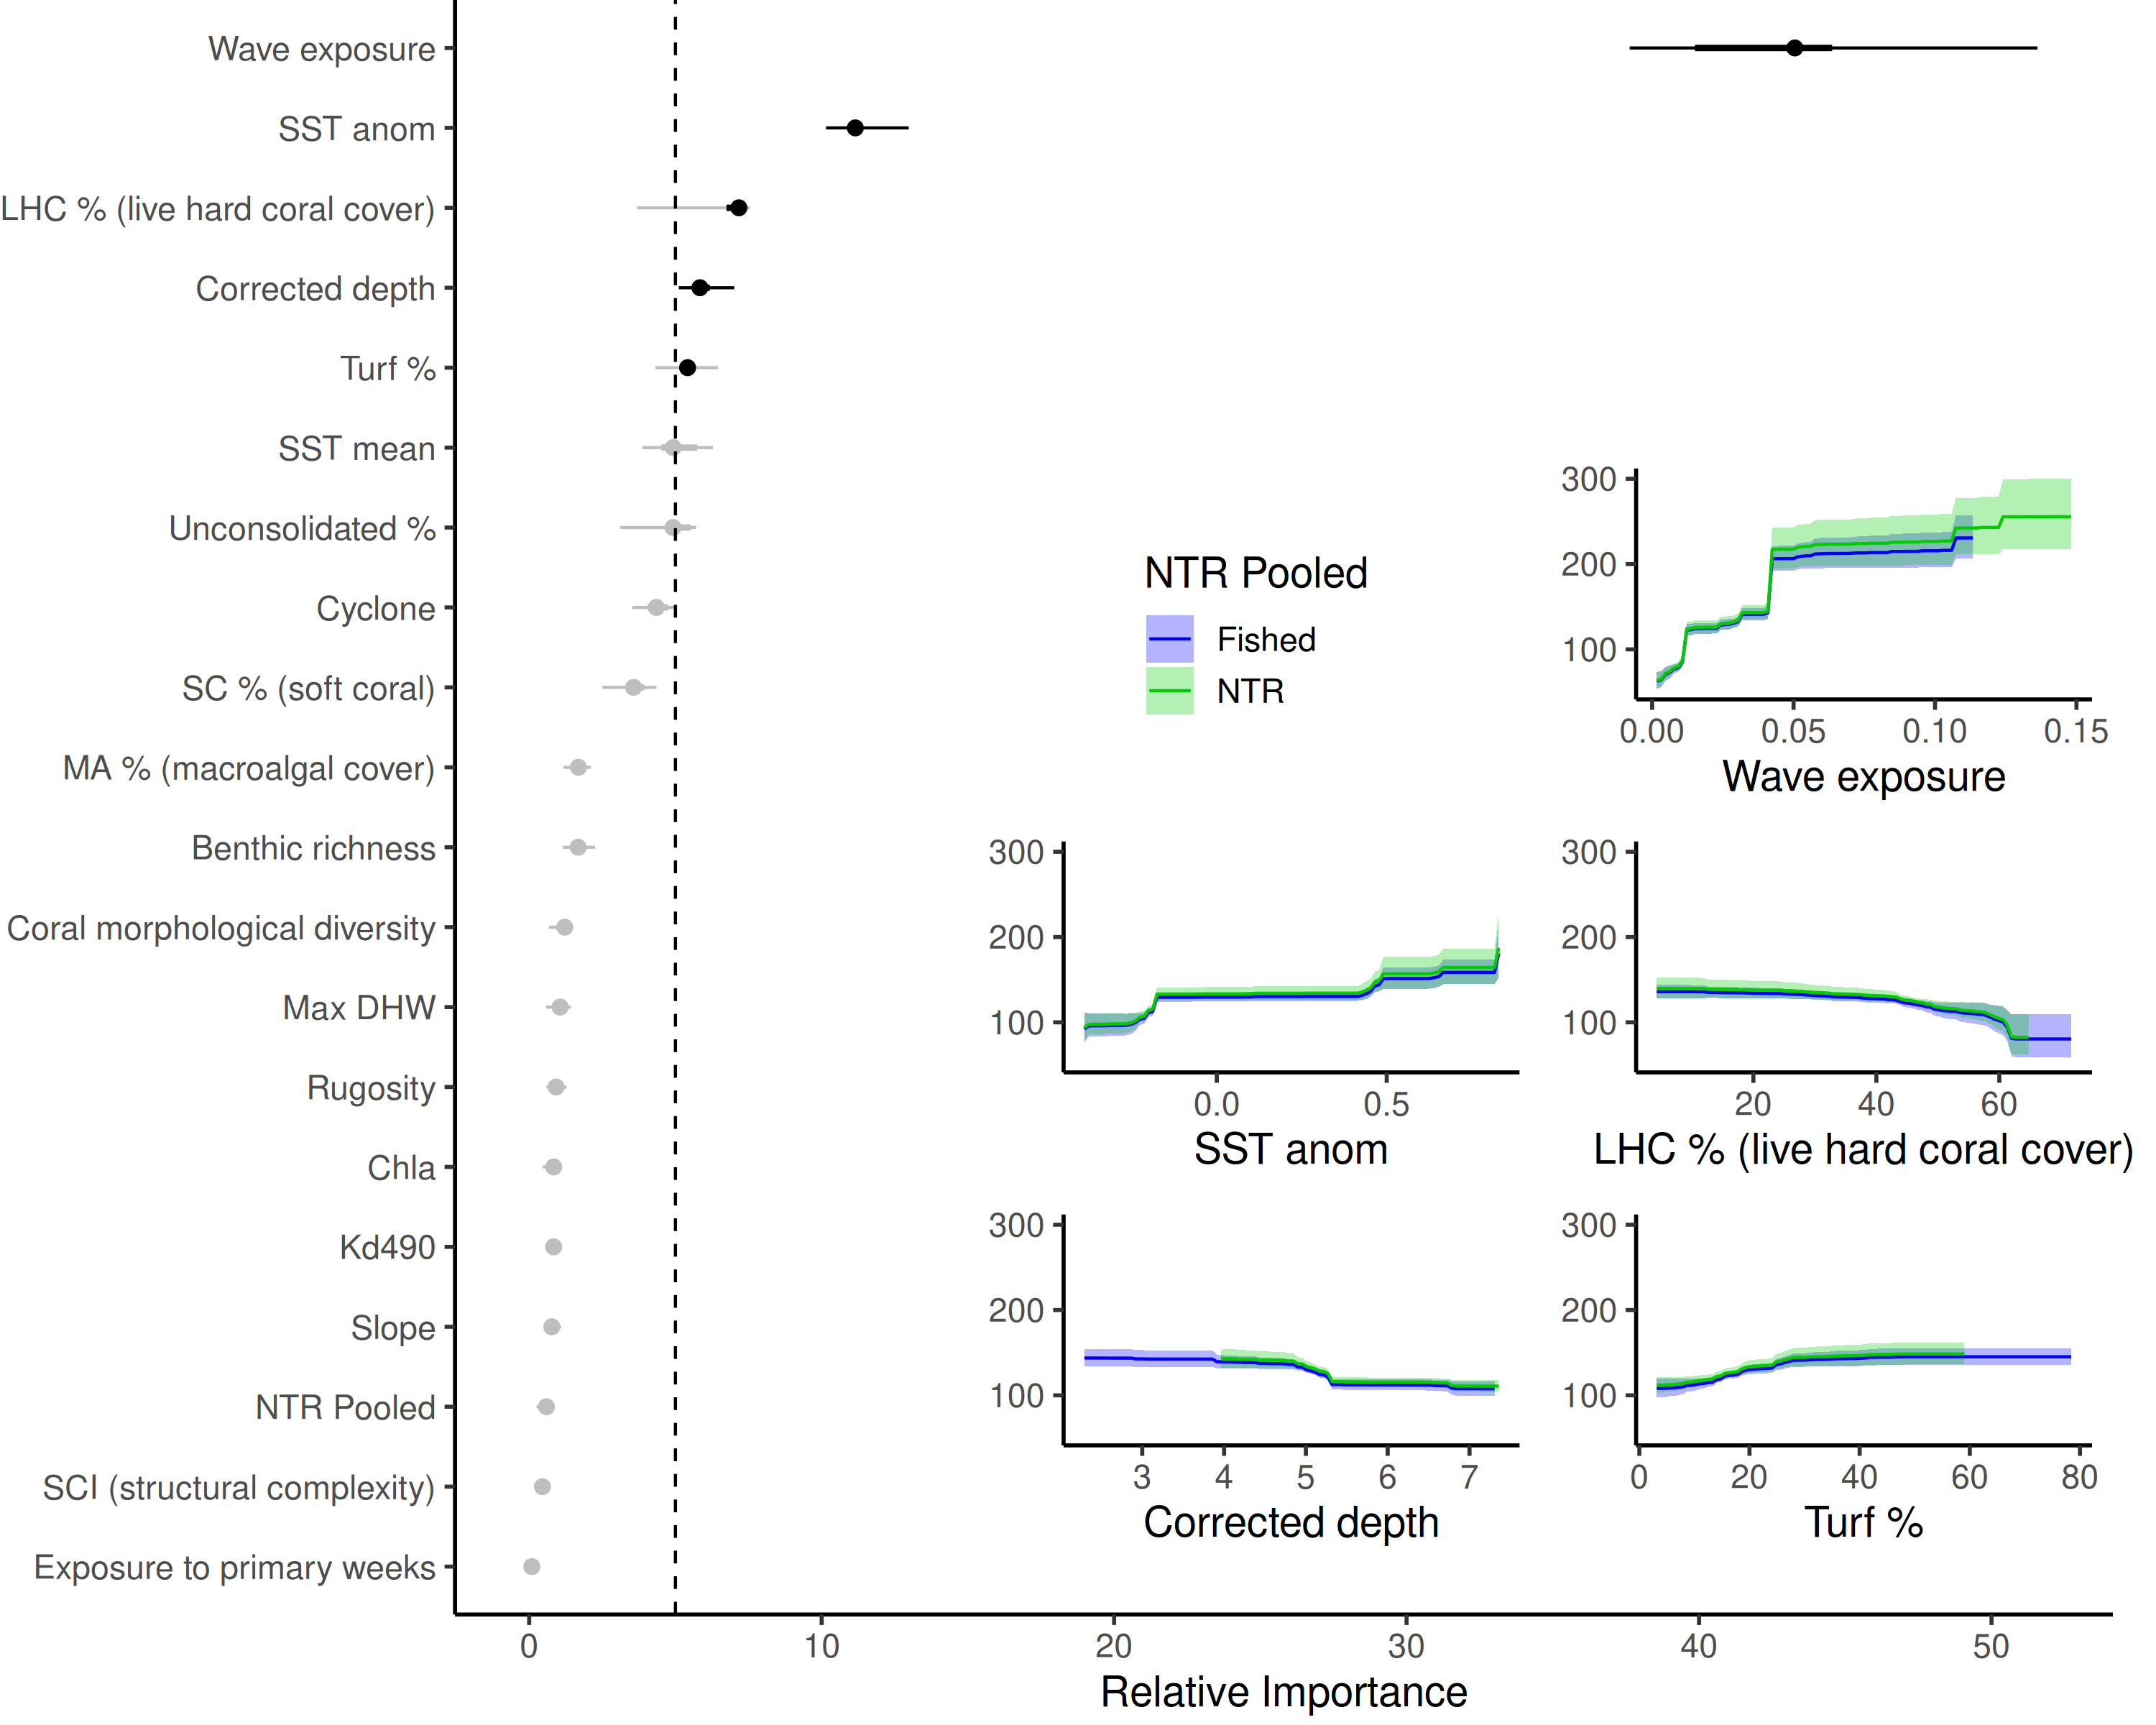 Wave exposure
SST anom
LHC % (live hard coral cover)
Corrected depth
Turf %
SST mean
Unconsolidated %
Cyclone
SC % (soft coral)
MA % (macroalgal cover)
Benthic richness
Coral morphological diversity
Max DHW
Rugosity
Chla
Kd490
Slope
NTR Pooled
SCI (structural complexity)
Exposure to primary weeks
0 10 20 30 40 50
Relative Importance
NTR Pooled
Fished
NTR
300
200
100
0.00 0.05 0.10 0.15
Wave exposure
300
200
100
0.0 0.5
SST anom
300
200
100
20 40 60
LHC % (live hard coral cover)
300
200
100
3 4 5 6 7
Corrected depth
300
200
100
0 20 40 60 80
Turf %